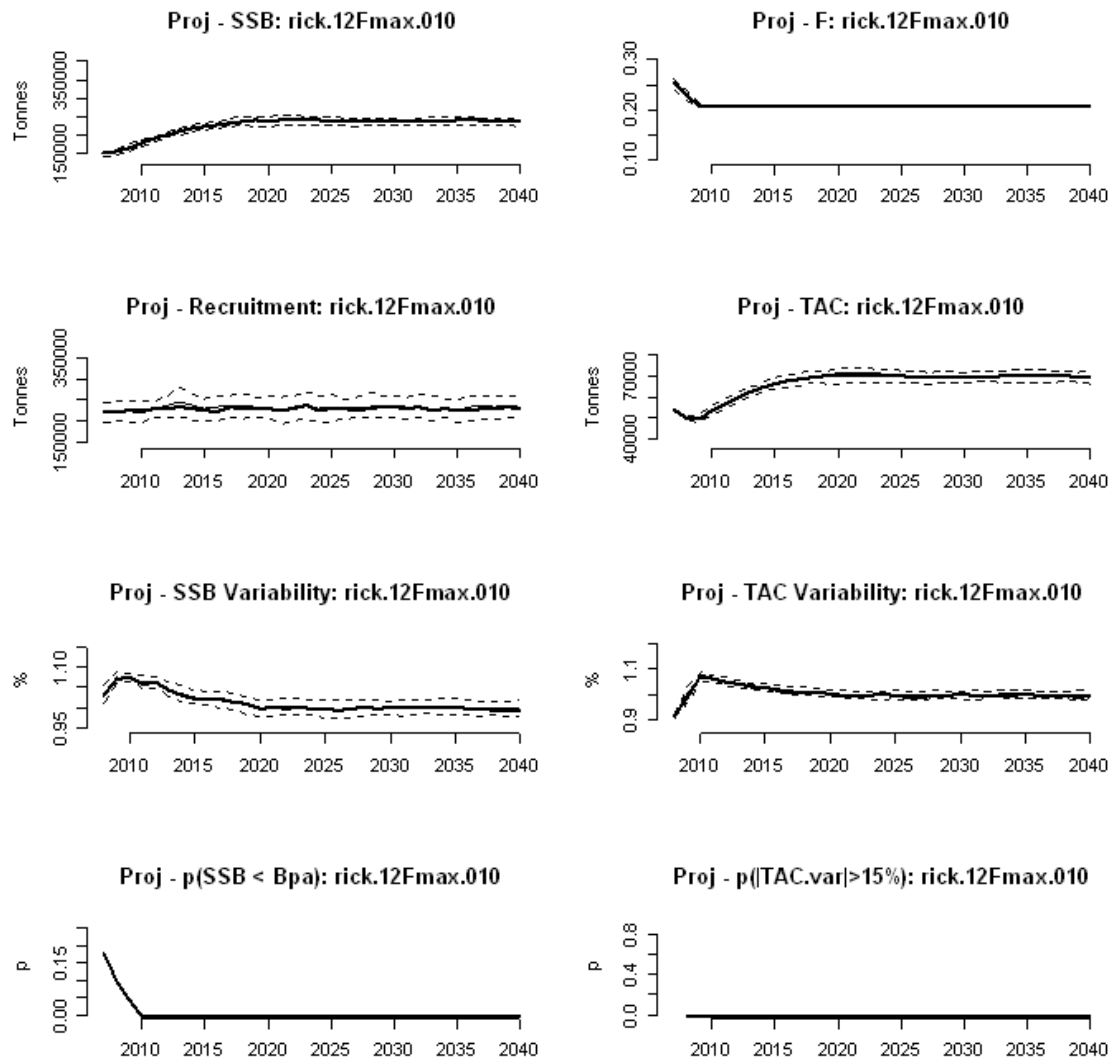 Proj - SSB: rick.12Fmax.010
Tonnes
150000 350000
2010 2015 2020 2025 2030 2035 2040
Proj - F: rick.12Fmax.010
0.10 0.20 0.30
2010 2015 2020 2025 2030 2035 2040
Proj - Recruitment: rick.12Fmax.010
Tonnes
150000 350000
2010 2015 2020 2025 2030 2035 2040
Proj - TAC: rick.12Fmax.010
Tonnes
40000 70000
2010 2015 2020 2025 2030 2035 2040
Proj - SSB Variability: rick.12Fmax.010
%
0.95 1.10
2010 2015 2020 2025 2030 2035 2040
Proj - TAC Variability: rick.12Fmax.010
%
0.9 1.1
2010 2015 2020 2025 2030 2035 2040
Proj - p(SSB < Bpa): rick.12Fmax.010
p
0.00 0.15
2010 2015 2020 2025 2030 2035 2040
Proj - p(|TAC.var|>15%): rick.12Fmax.010
p
0.0 0.4 0.8
2010 2015 2020 2025 2030 2035 2040